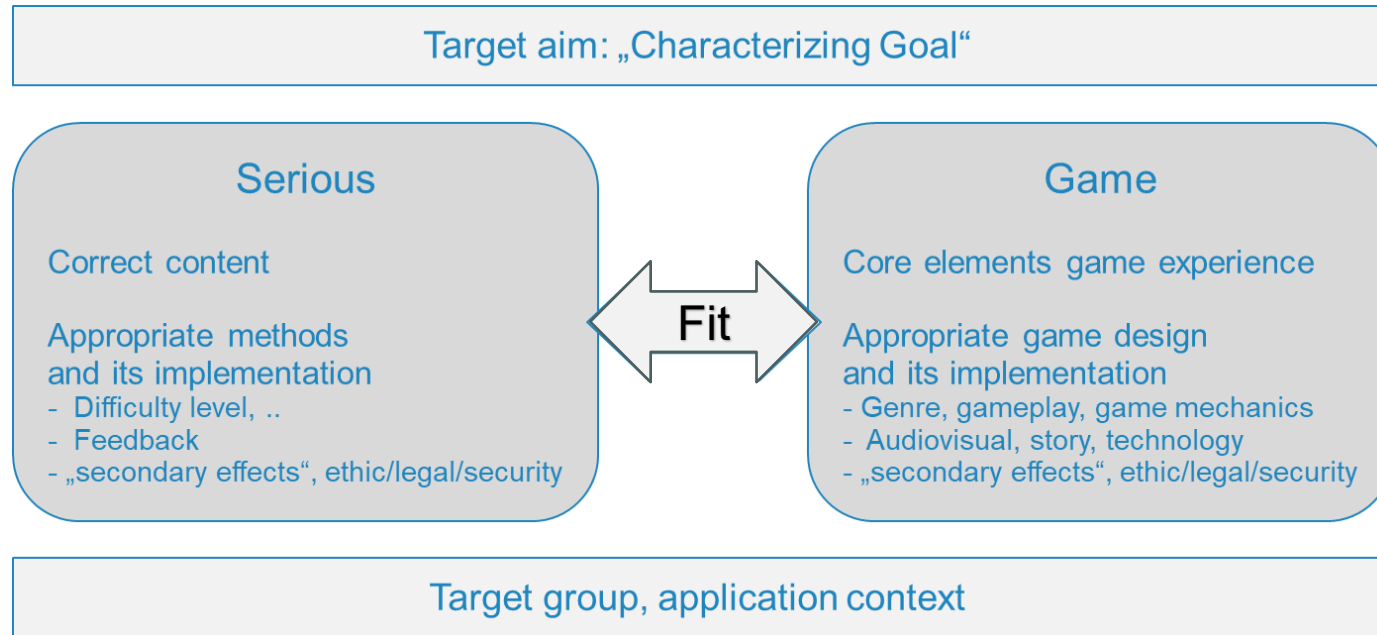 Target aim: „Characterizing Goal“
Serious
Correct content
Appropriate methods
and its implementation
- Difficulty level, ..
- Feedback
- „secondary effects“, ethic/legal/security
Fit
Game
Core elements game experience
Appropriate game design
and its implementation
- Genre, gameplay, game mechanics
- Audiovisual, story, technology
- „secondary effects“, ethic/legal/security
Target group, application context